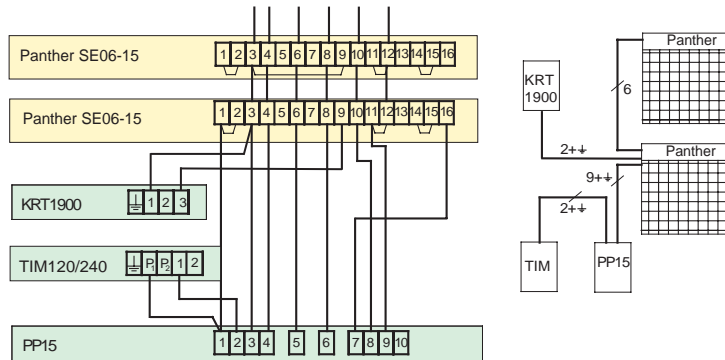 Panther SE06-15
1 2 3 4 5 6 7 8 9 10 11 12 13 14 15 16
Panther SE06-15
1 2 3 4 5 6 7 8 9 10 11 12 13 14 15 16
KRT1900
1 2 3
TIM120/240
P1 P2 1 2
PP15
1 2 3 4 5 6 7 8 9 10
Panther
KRT
1900
6
2+⏚
Panther
9+⏚
2+⏚
TIM
PP15